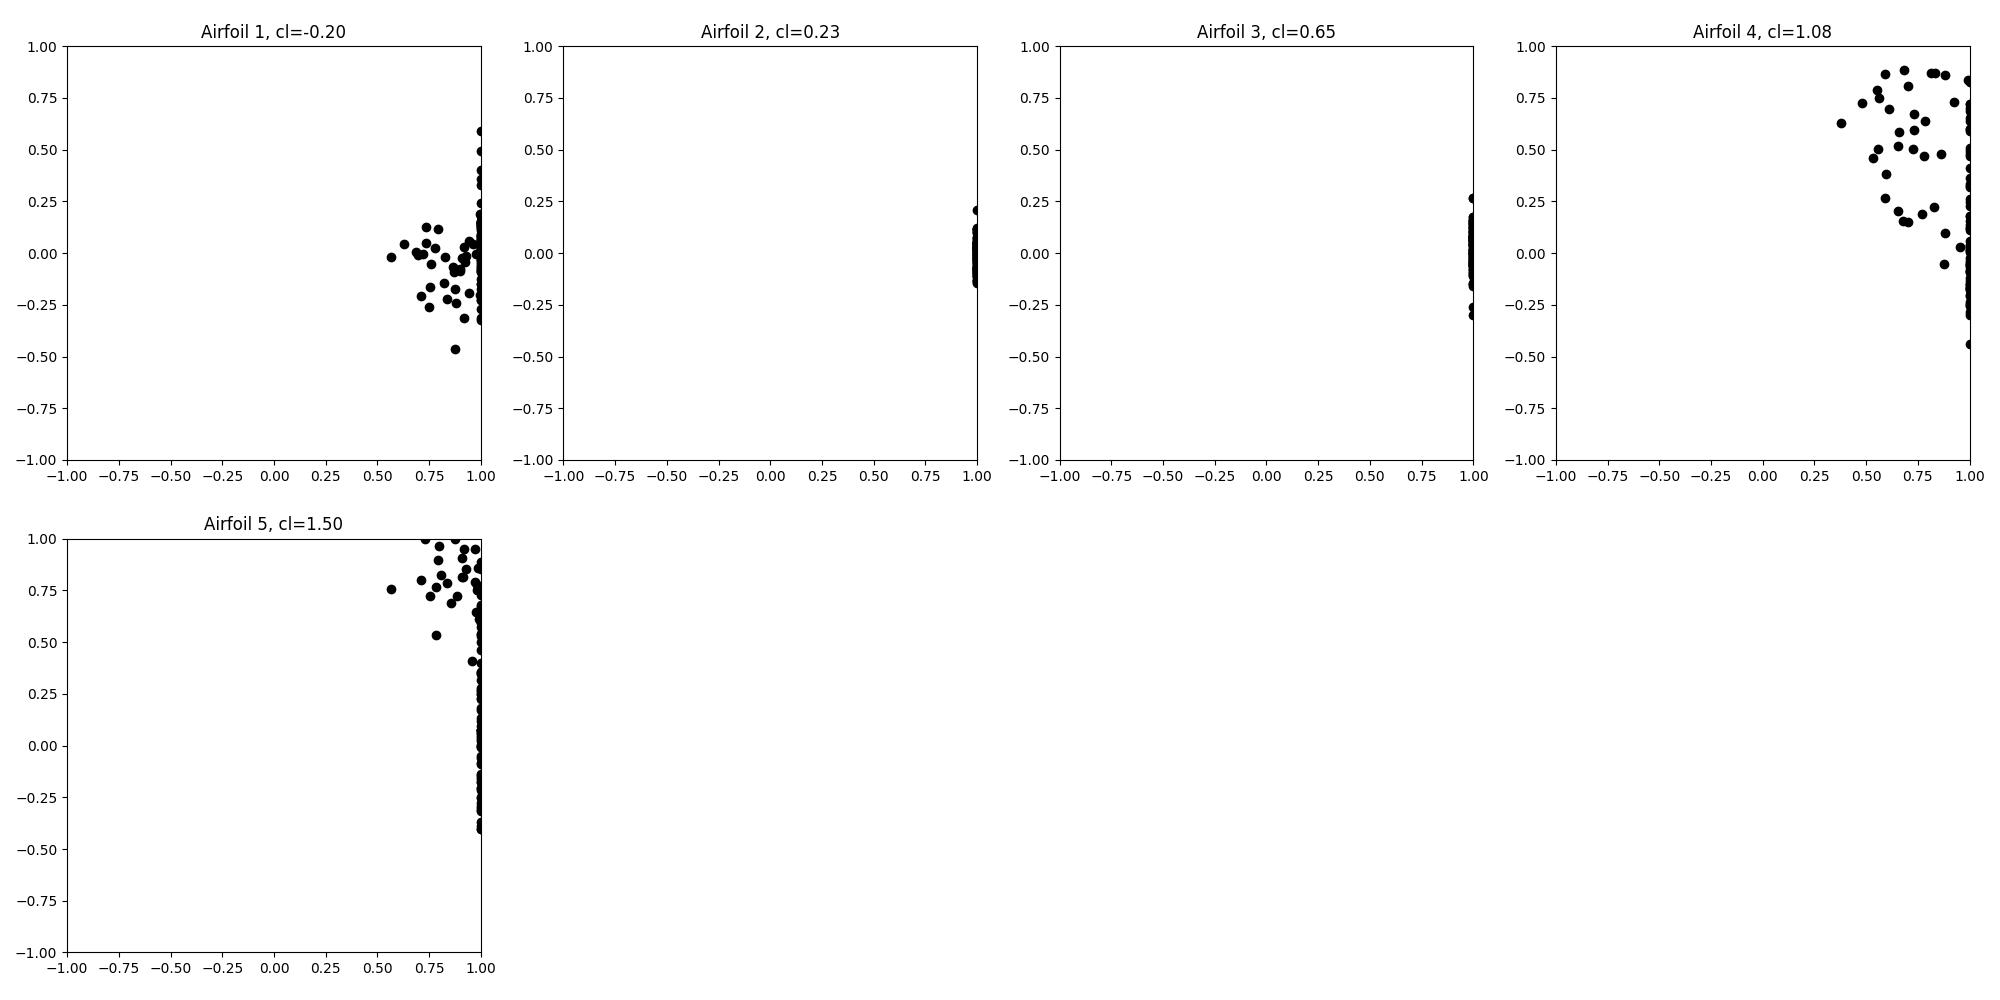 Airfoil 1, cl=-0.20
Airfoil 2, cl=0.23
Airfoil 3, cl=0.65
Airfoil 4, cl=1.08
1.00 1.00 1.00 1.00
0.75 0.75 0.75 0.75
0.50 0.50 0.50 0.50
0.25 0.25 0.25 0.25
0.00 0.00 0.00 0.00
−0.25 −0.25 −0.25 −0.25
−0.50 −0.50 −0.50 −0.50
−0.75 −0.75 −0.75 −0.75
−1.00 −1.00 −1.00 −1.00
−1.00 −0.75 −0.50 −0.25 0.00 0.25 0.50 0.75 1.00
−1.00 −0.75 −0.50 −0.25 0.00 0.25 0.50 0.75 1.00
−1.00 −0.75 −0.50 −0.25 0.00 0.25 0.50 0.75 1.00
−1.00 −0.75 −0.50 −0.25 0.00 0.25 0.50 0.75 1.00
Airfoil 5, cl=1.50
1.00
0.75
0.50
0.25
0.00
−0.25
−0.50
−0.75
−1.00
−1.00 −0.75 −0.50 −0.25 0.00 0.25 0.50 0.75 1.00